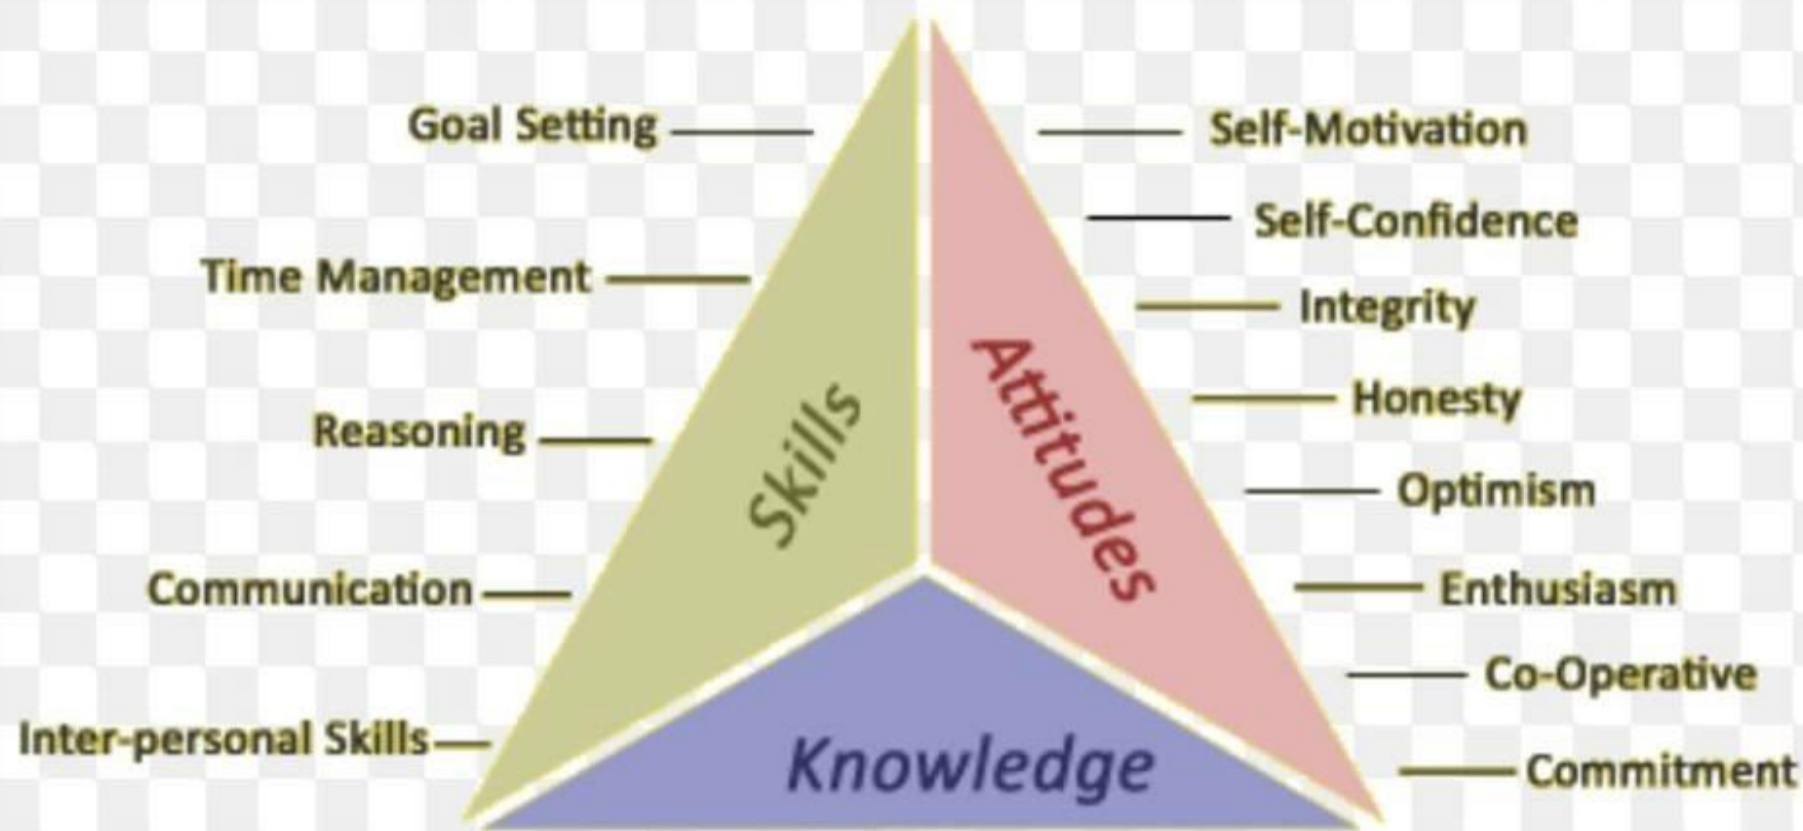 Goal Setting
Self-Motivation
Self-Confidence
Time Management
Integrity
Honesty
Reasoning
Skills
Attitudes
Optimism
Communication
Enthusiasm
Co-Operative
Inter-personal Skills
Knowledge
Commitment